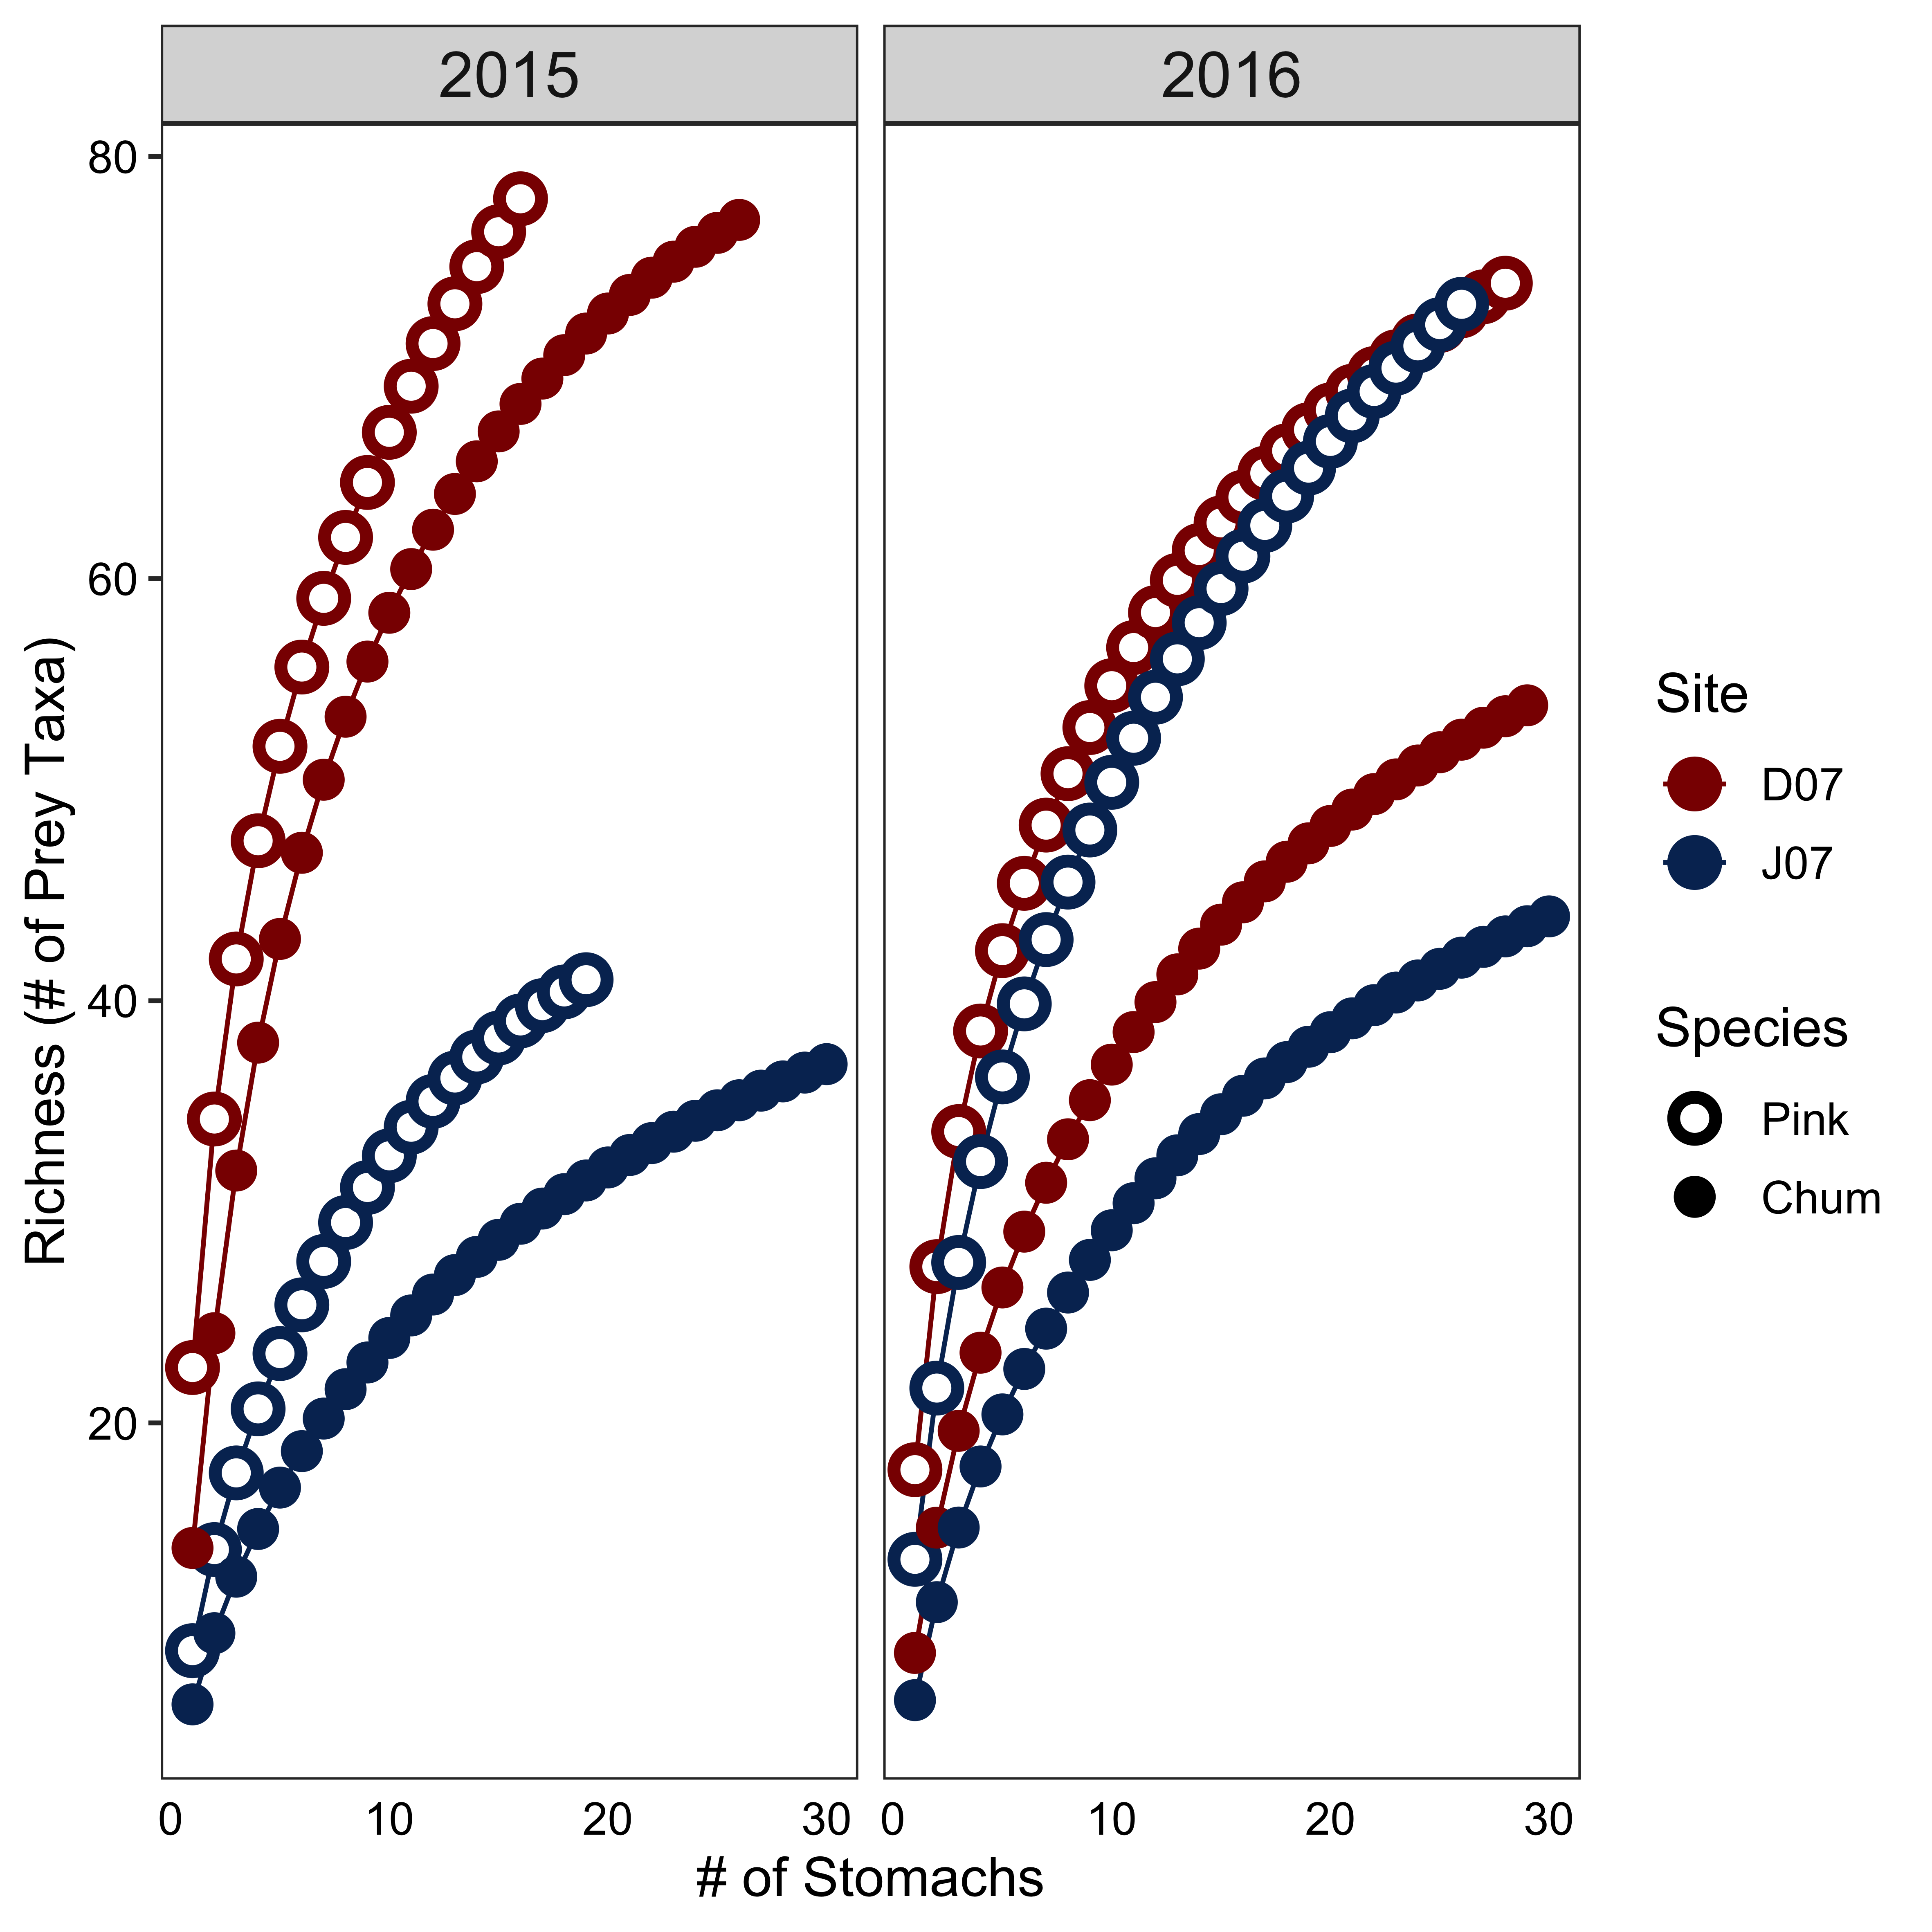 2015
2016
80
60
40
20
Richness (# of Prey Taxa)
0
10
20
30
0
10
20
30
# of Stomachs
Site
D07
J07
Species
Pink
Chum